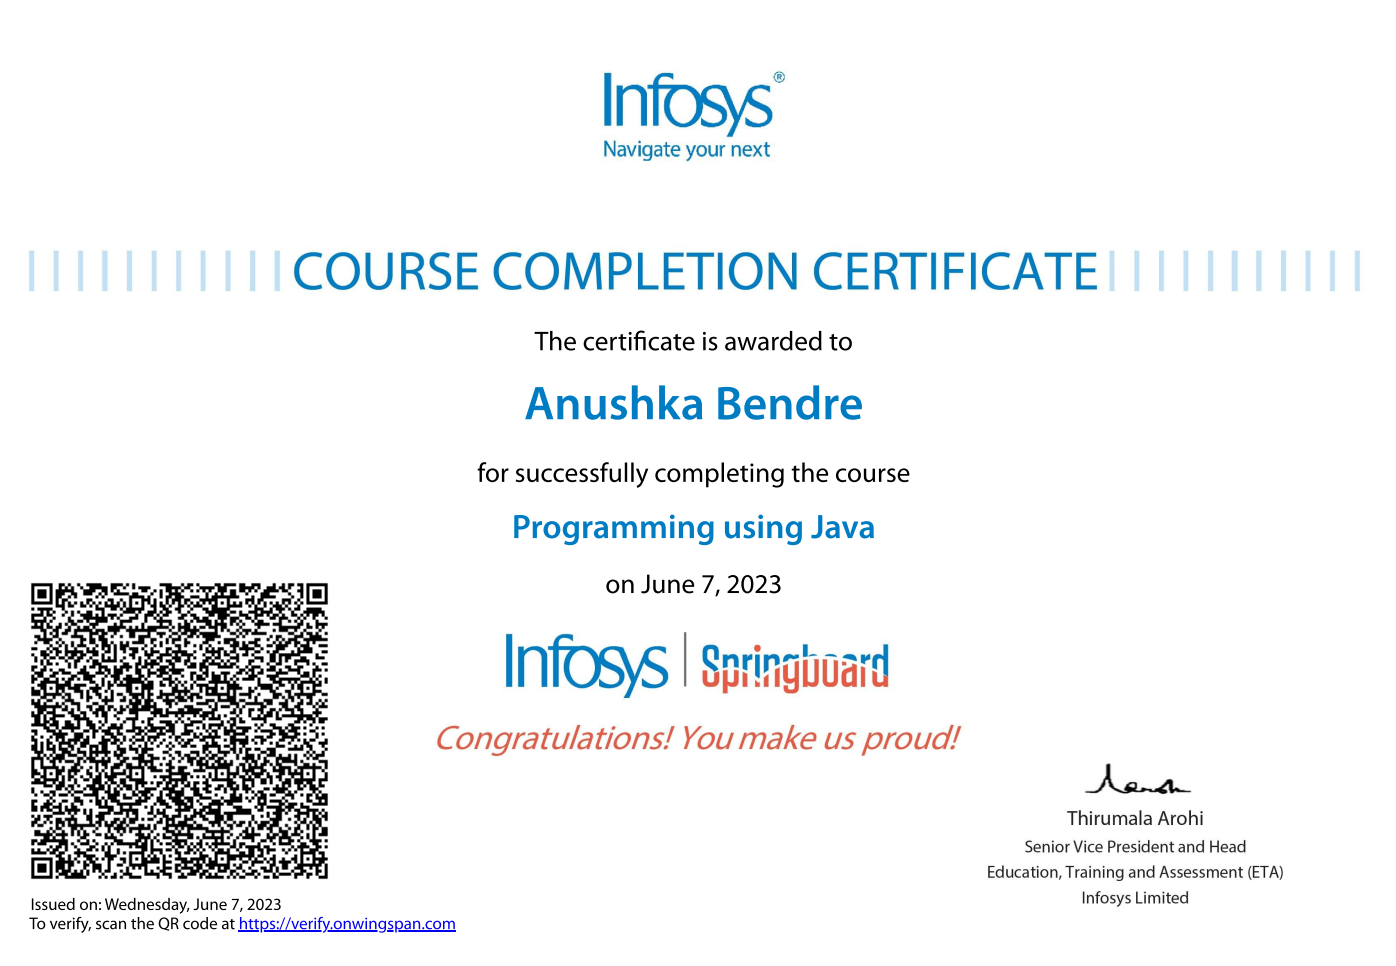 Infosys®
Navigate your next
COURSE COMPLETION CERTIFICATE
The certificate is awarded to
Anushka Bendre
for successfully completing the course
Programming using Java
on June 7, 2023
Infosys | Springboard
Congratulations! You make us proud!
Thirumala Arohi
Senior Vice President and Head
Education, Training and Assessment (ETA)
Infosys Limited
Issued on: Wednesday, June 7, 2023
To verify, scan the QR code at https://verify.onwingspan.com